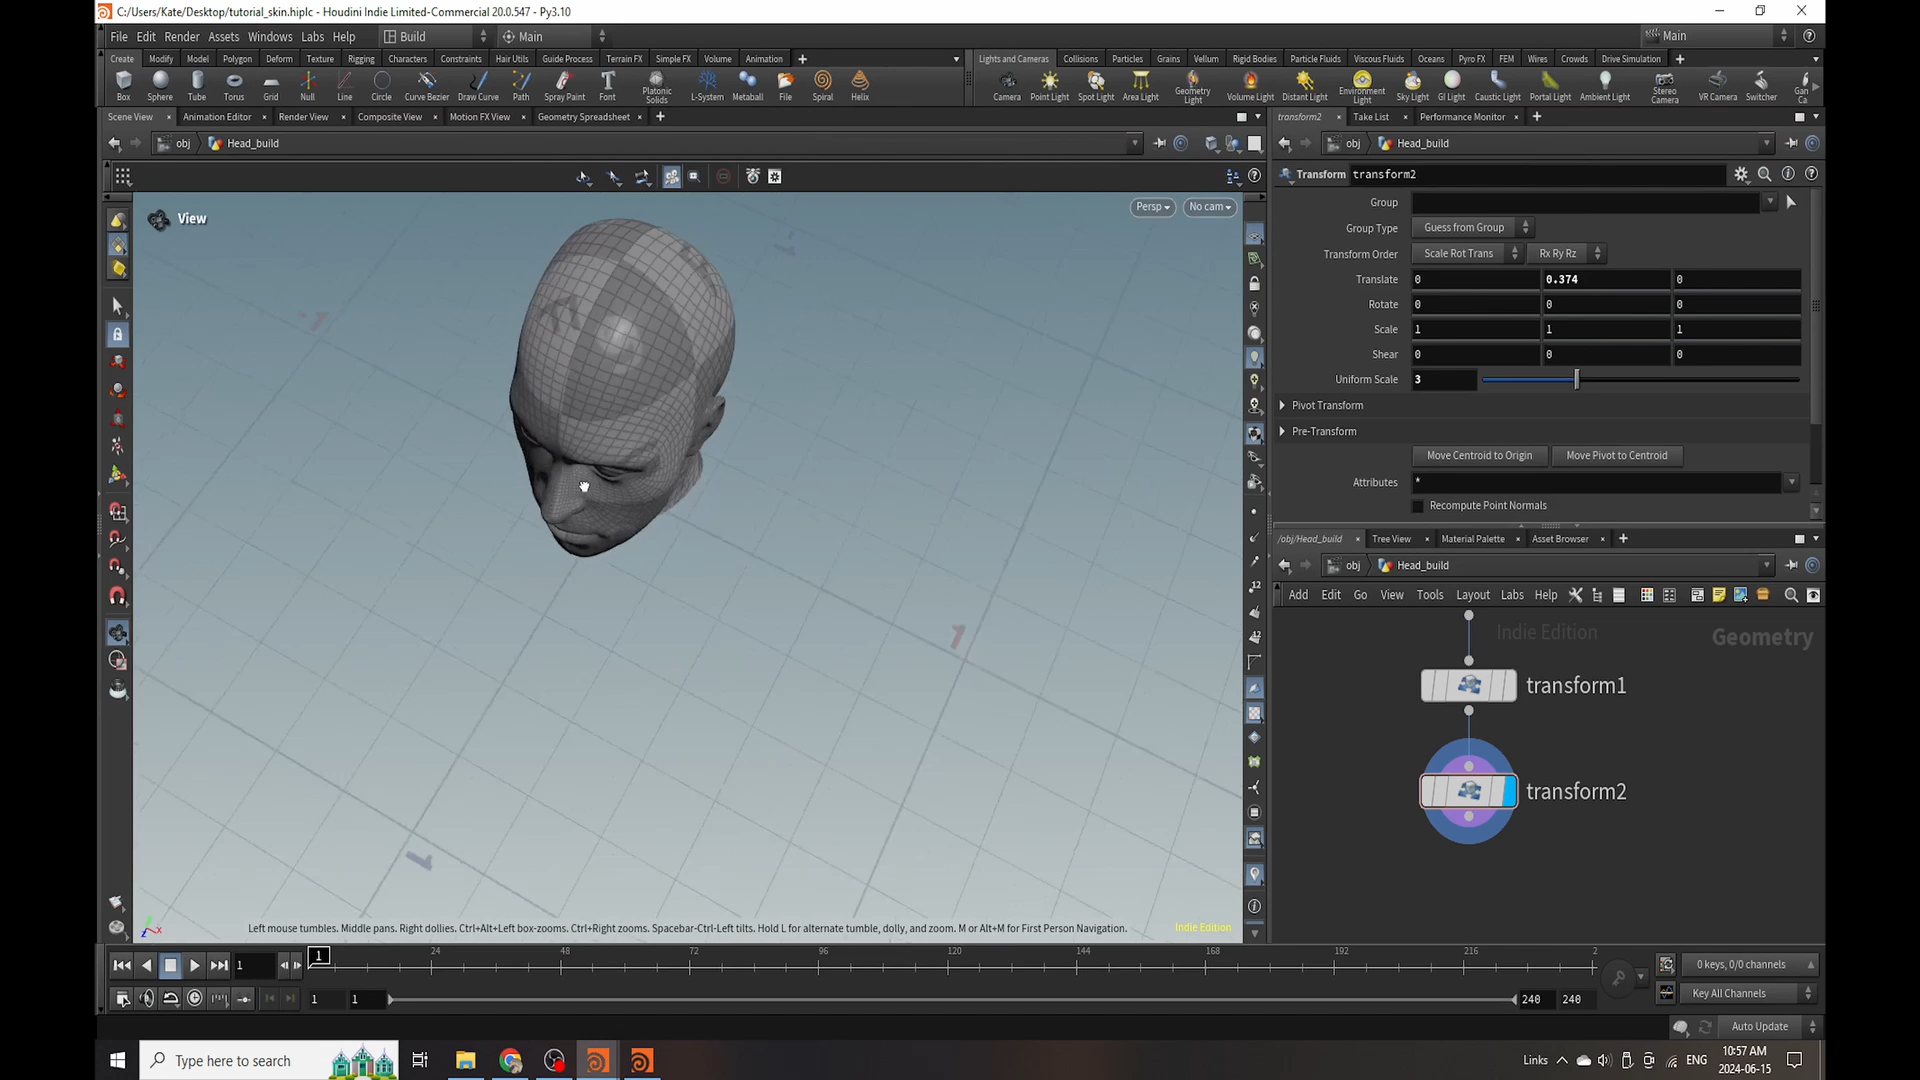 C:/Users/Kate/Desktop/tutorial_skin.hiplc - Houdini Indie Limited-Commercial 20.0.547 - Py3.10
File Edit Render Assets Windows Labs Help Build Main Main
Create Modify Model Polygon Deform Texture Rigging Characters Constraints Hair Utils Guide Process Terrain FX Simple FX Volume Animation
Lights and Cameras Collisions Particles Grains Vellum Rigid Bodies Particle Fluids Viscous Fluids Oceans Pyro FX FEM Wires Crowds Drive Simulation
Box Sphere Tube Torus Grid Null Line Circle Curve Bezier Draw Curve Path Spray Paint Font Platonic Solids L-System Metaball File Spiral Helix
Camera Point Light Spot Light Area Light Geometry Light Volume Light Distant Light Environment Light Sky Light GI Light Caustic Light Portal Light Ambient Light Stereo Camera VR Camera Switcher Gan Ca
Scene View Animation Editor Render View Composite View Motion FX View Geometry Spreadsheet
transform2 Take List Performance Monitor
obj Head_build
obj Head_build
Transform transform2
View
Persp No cam
Group
Group Type Guess from Group
Transform Order Scale Rot Trans Rx Ry Rz
Translate 0 0.374 0
Rotate 0 0 0
Scale 1 1 1
Shear 0 0 0
Uniform Scale 3
Pivot Transform
Pre-Transform
Move Centroid to Origin Move Pivot to Centroid
Attributes *
Recompute Point Normals
/obj/Head_build Tree View Material Palette Asset Browser
obj Head_build
Add Edit Go View Tools Layout Labs Help
Indie Edition Geometry
transform1
transform2
-1
1
1
Left mouse tumbles. Middle pans. Right dollies. Ctrl+Alt+Left box-zooms. Ctrl+Right zooms. Spacebar-Ctrl-Left tilts. Hold L for alternate tumble, dolly, and zoom. M or Alt+M for First Person Navigation.
Indie Edition
1 1 24 48 72 96 120 144 168 192 216 2
0 keys, 0/0 channels
1 1 240 240
Key All Channels
Auto Update
Type here to search
Links ENG 10:57 AM
2024-06-15